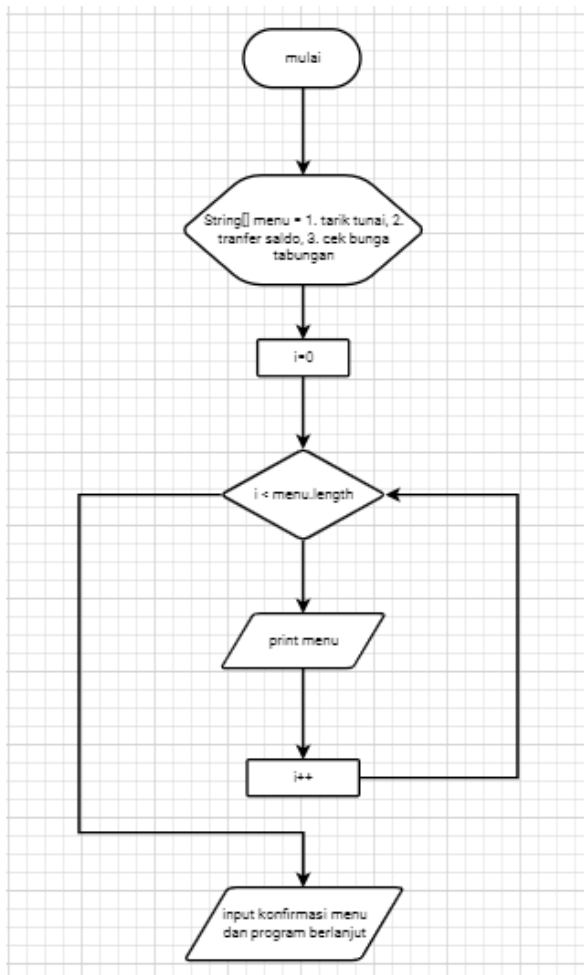 mulai
String[] menu = 1. tarik tunai, 2.
tranfer saldo, 3. cek bunga
tabungan
i=0
i < menu.length
print menu
i++
input konfirmasi menu
dan program berlanjut